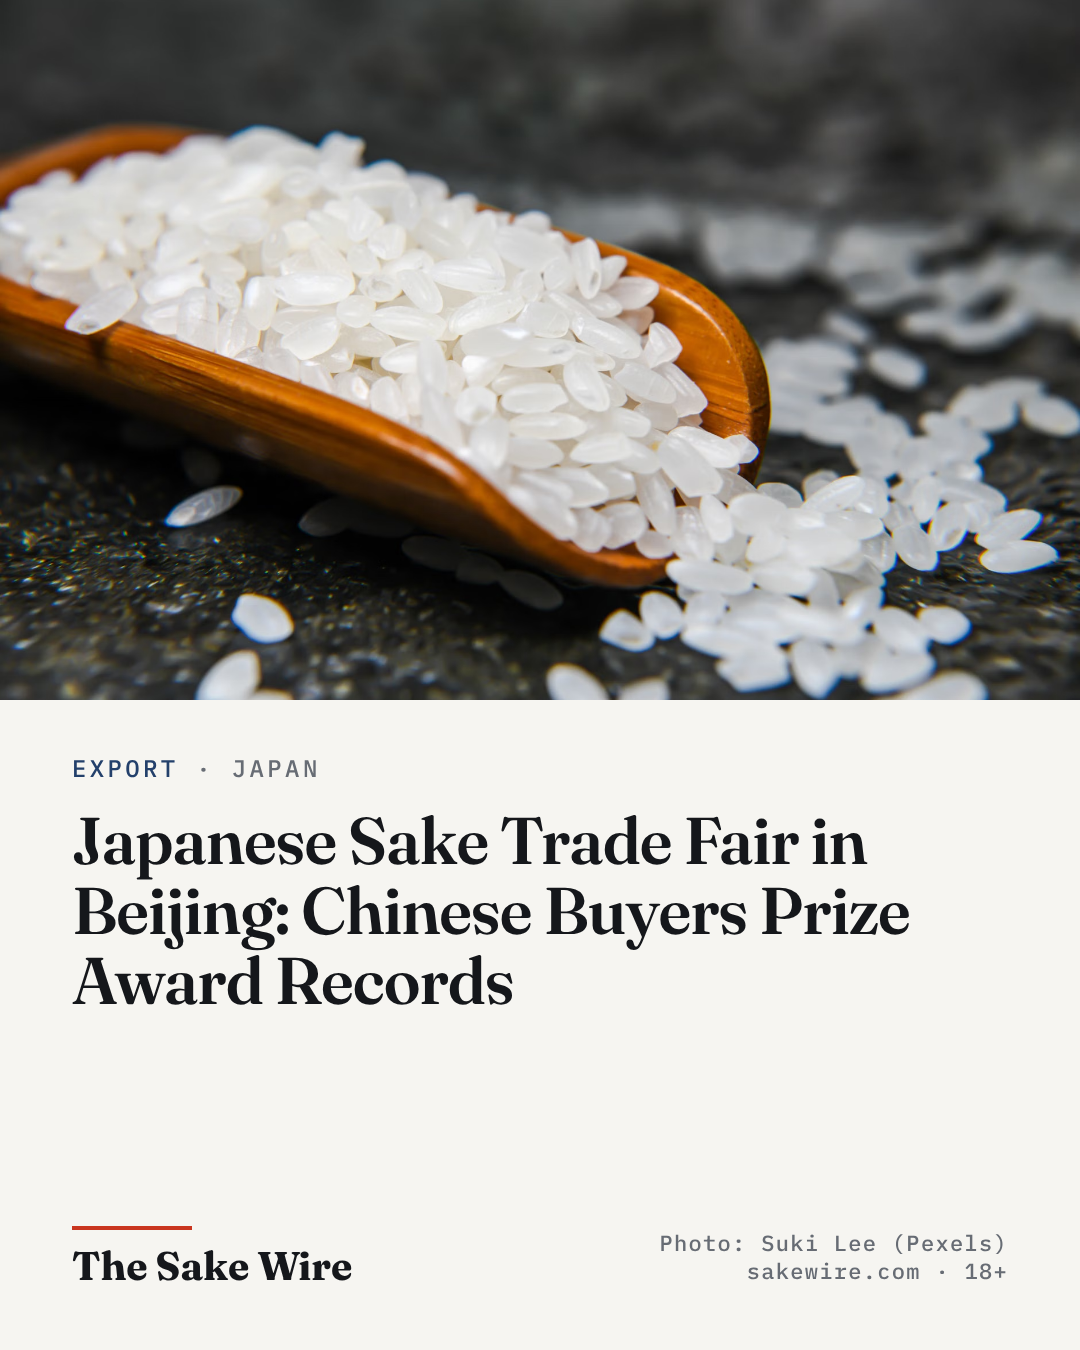 EXPORT · JAPAN
Japanese Sake Trade Fair in
Beijing: Chinese Buyers Prize
Award Records
The Sake Wire
Photo: Suki Lee (Pexels)
sakewire.com · 18+